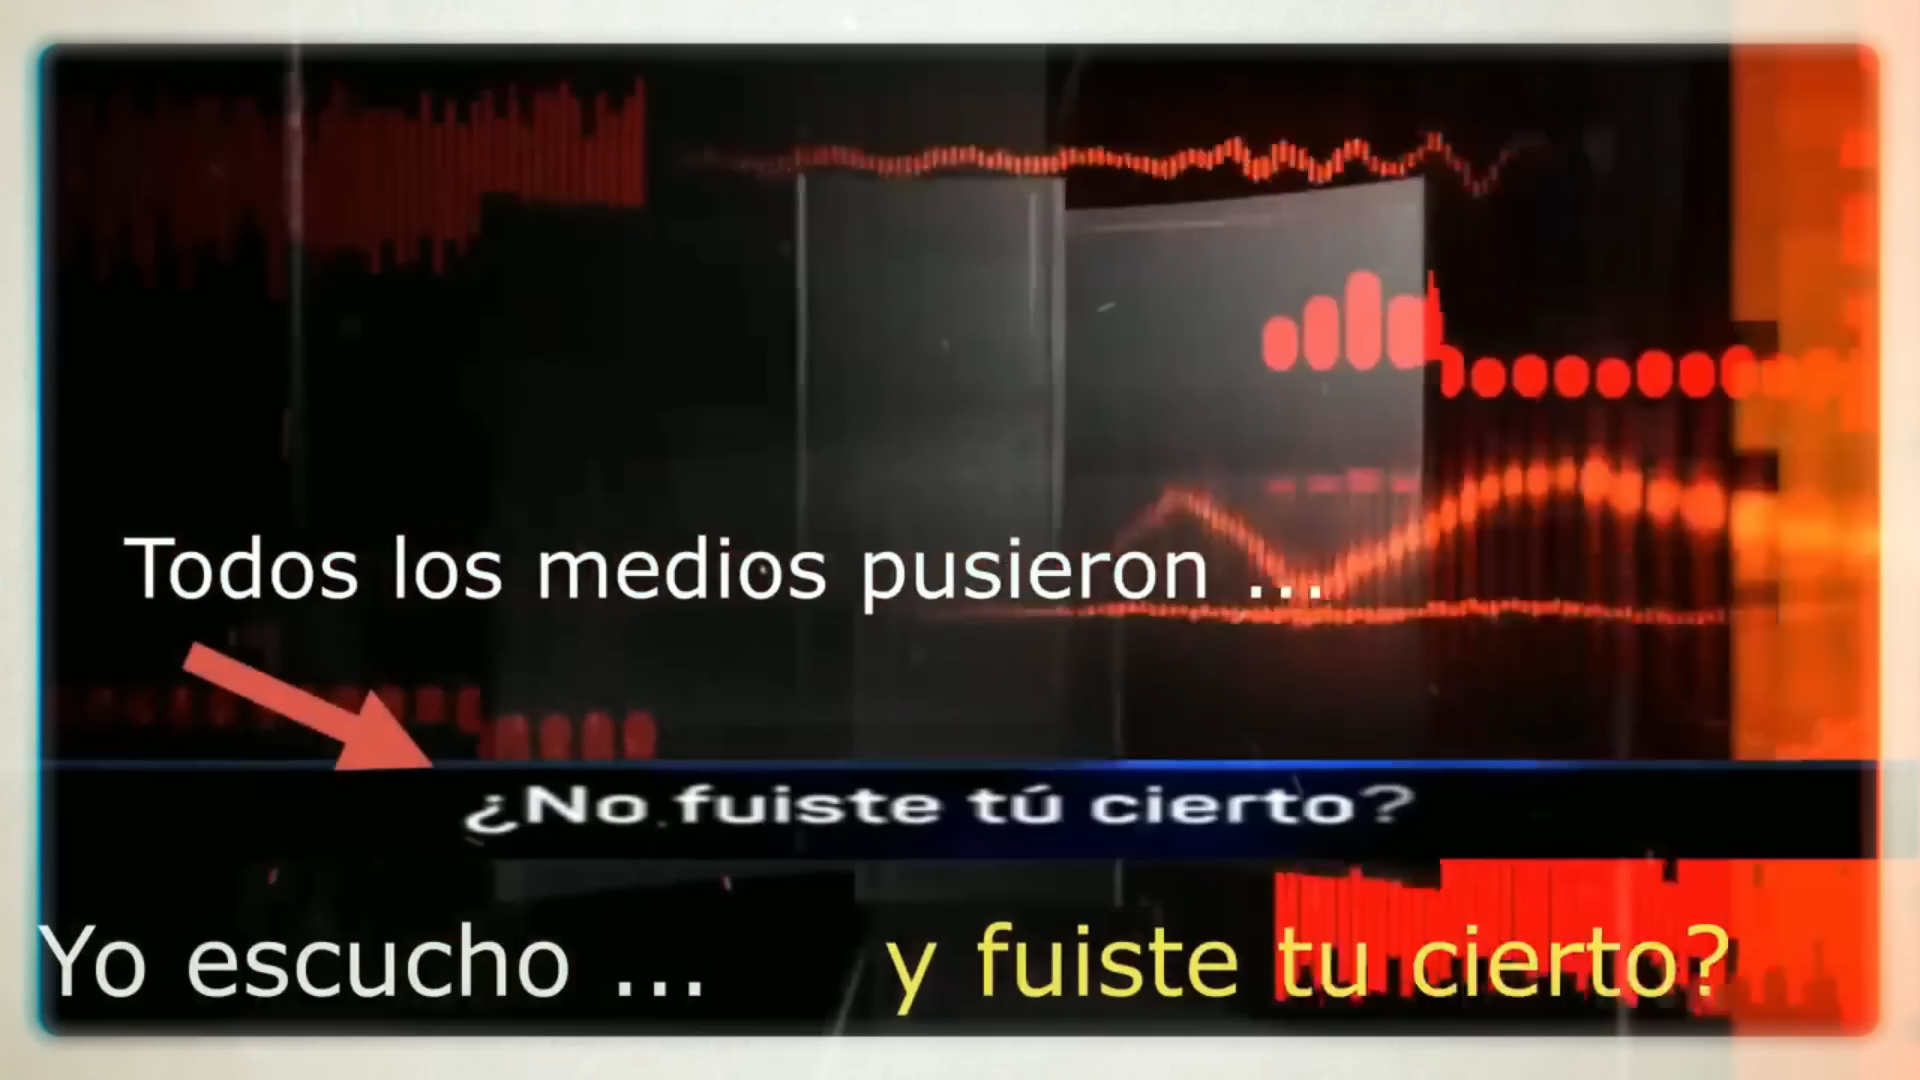 Todos los medios pusieron ...
¿No fuiste tú cierto?
Yo escucho ... y fuiste tu cierto?